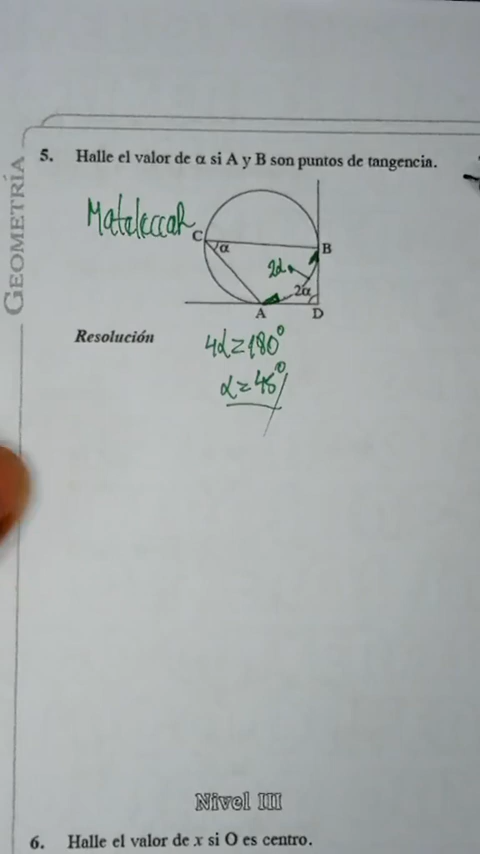 GEOMETRÍA
5. Halle el valor de α si A y B son puntos de tangencia.
C
α
B
2α
2α
A
D
Resolución
4α=180°
α=45°
Nivel III
6. Halle el valor de x si O es centro.